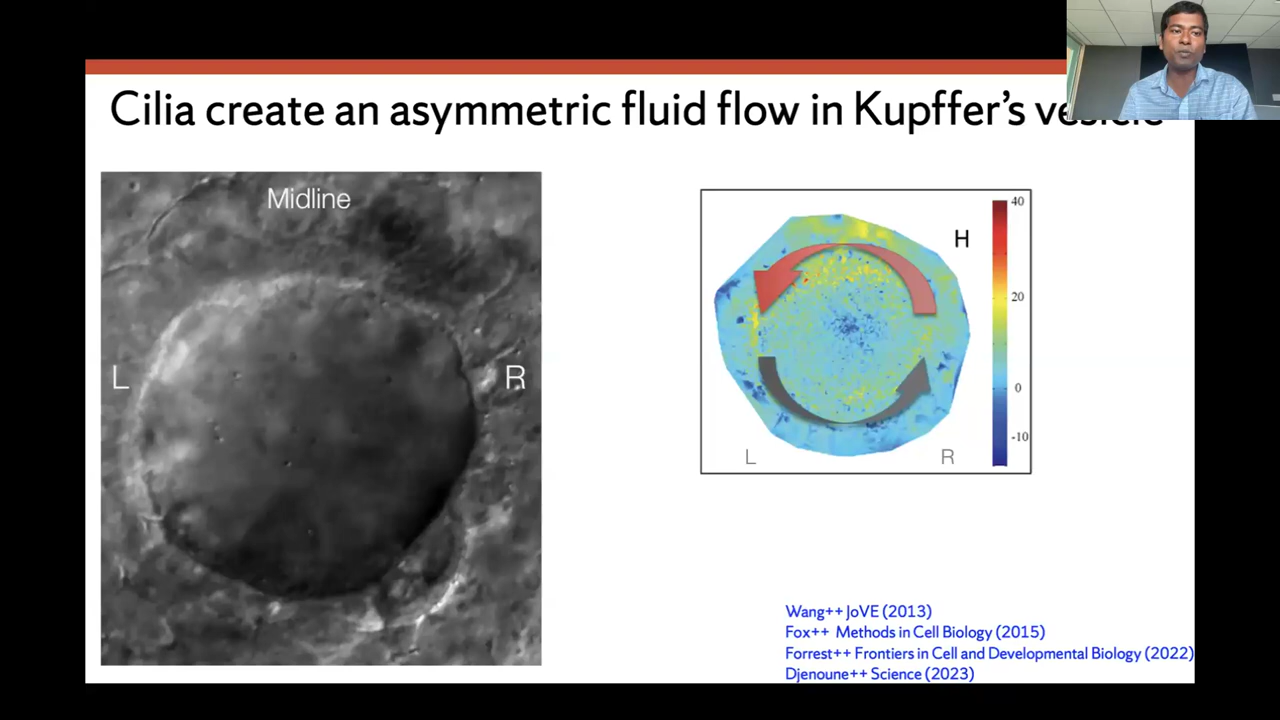 Cilia create an asymmetric fluid flow in Kupffer's vesicle
Midline
L
R
H
40
20
0
-10
L
R
Wang++ JoVE (2013)
Fox++ Methods in Cell Biology (2015)
Forrest++ Frontiers in Cell and Developmental Biology (2022)
Djenoune++ Science (2023)